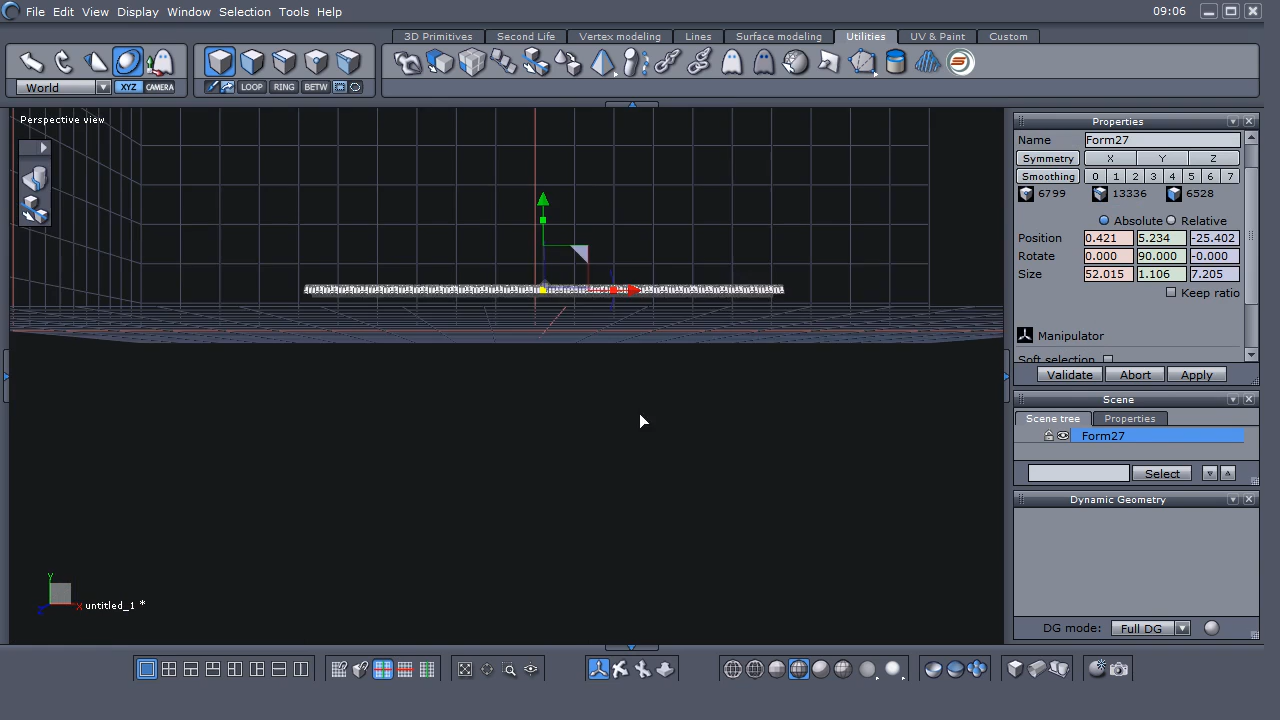 File Edit View Display Window Selection Tools Help 09:06
3D Primitives Second Life Vertex modeling Lines Surface modeling Utilities UV & Paint Custom
World XYZ CAMERA LOOP RING BETW
Perspective view
Properties
Name Form27
Symmetry X Y Z
Smoothing 0 1 2 3 4 5 6 7
6799 13336 6528
Absolute Relative
Position 0.421 5.234 -25.402
Rotate 0.000 90.000 -0.000
Size 52.015 1.106 7.205
Keep ratio
Manipulator
Soft selection
Validate Abort Apply
Scene
Scene tree Properties
Form27
Select
Dynamic Geometry
Y
X
Z
untitled_1 *
DG mode: Full DG